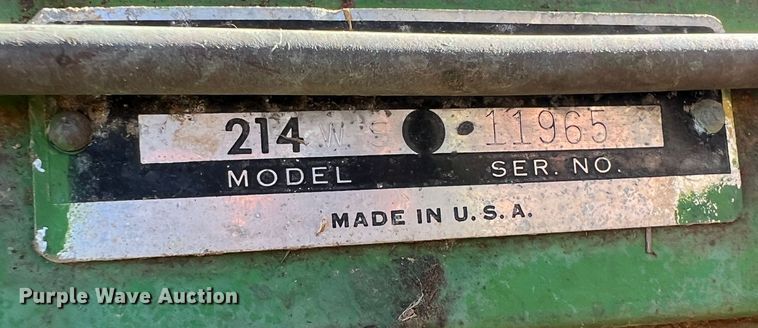 214 W S 11965
MODEL SER. NO.
MADE IN U.S.A.
Purple Wave Auction